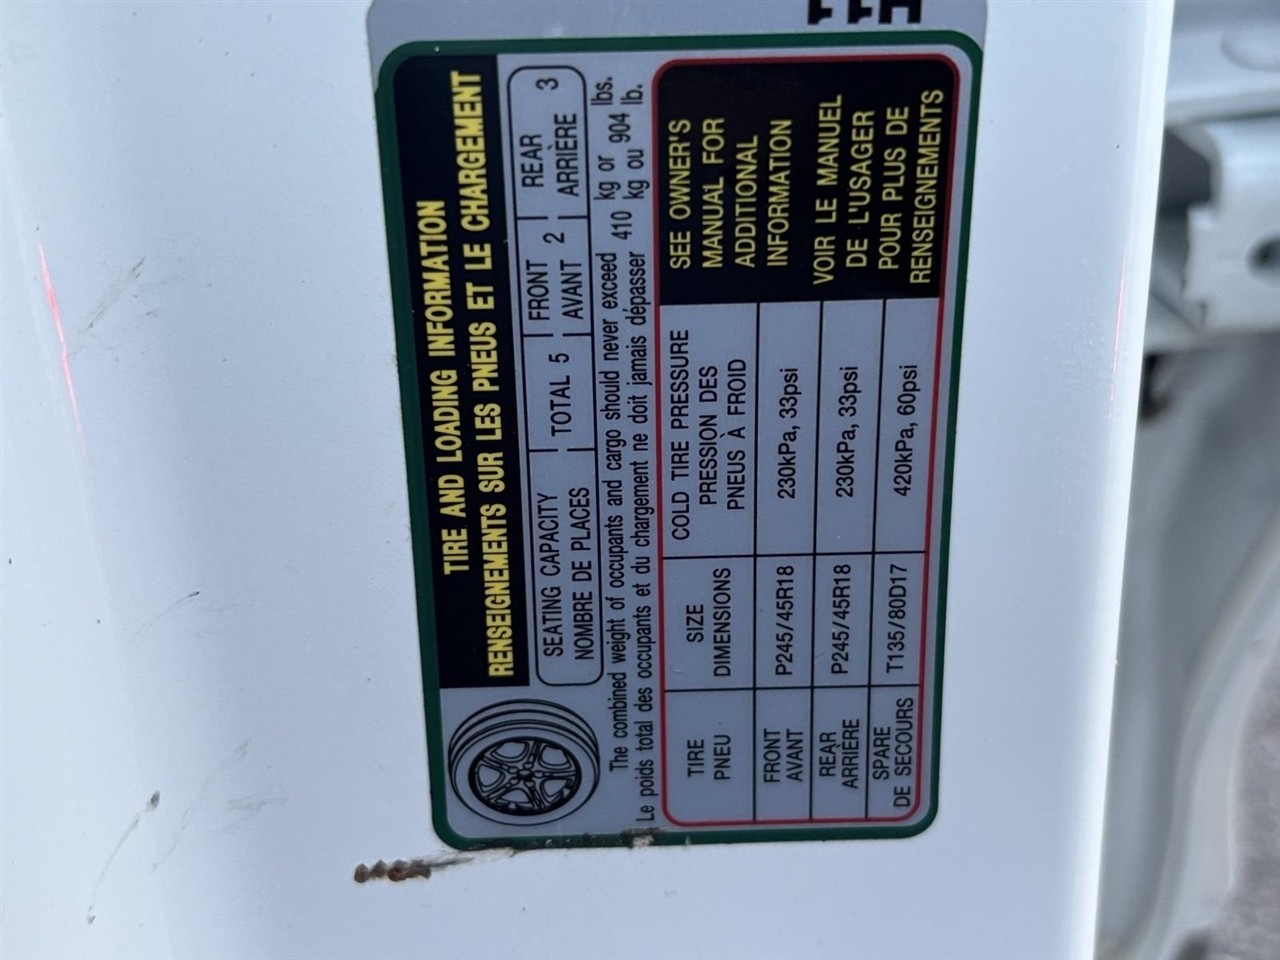 TIRE AND LOADING INFORMATION
RENSEIGNEMENTS SUR LES PNEUS ET LE CHARGEMENT
SEATING CAPACITY TOTAL 5 FRONT 2 REAR 3
NOMBRE DE PLACES AVANT ARRIÈRE
The combined weight of occupants and cargo should never exceed 410 kg or 904 lbs.
Le poids total des occupants et du chargement ne doit jamais dépasser kg ou lb.
TIRE
PNEU
SIZE
DIMENSIONS
COLD TIRE PRESSURE
PRESSION DES
PNEUS À FROID
FRONT
AVANT
P245/45R18
230kPa, 33psi
REAR
ARRIÈRE
P245/45R18
230kPa, 33psi
SPARE
DE SECOURS
T135/80D17
420kPa, 60psi
SEE OWNER'S
MANUAL FOR
ADDITIONAL
INFORMATION
VOIR LE MANUEL
DE L'USAGER
POUR PLUS DE
RENSEIGNEMENTS